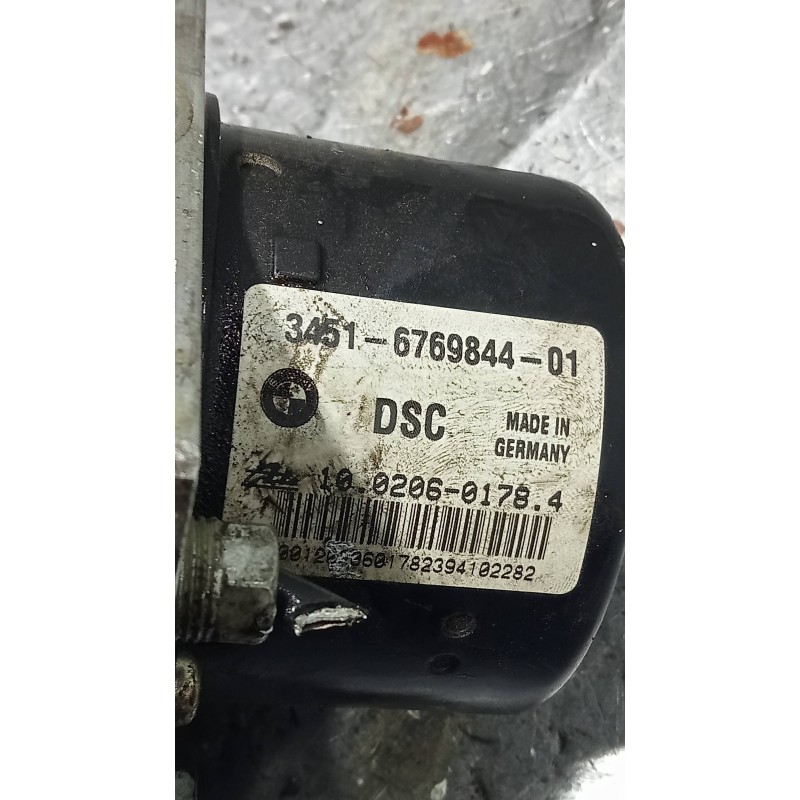 3451-6769844-01
DSC
MADE IN
GERMANY
10.0206-0178.4